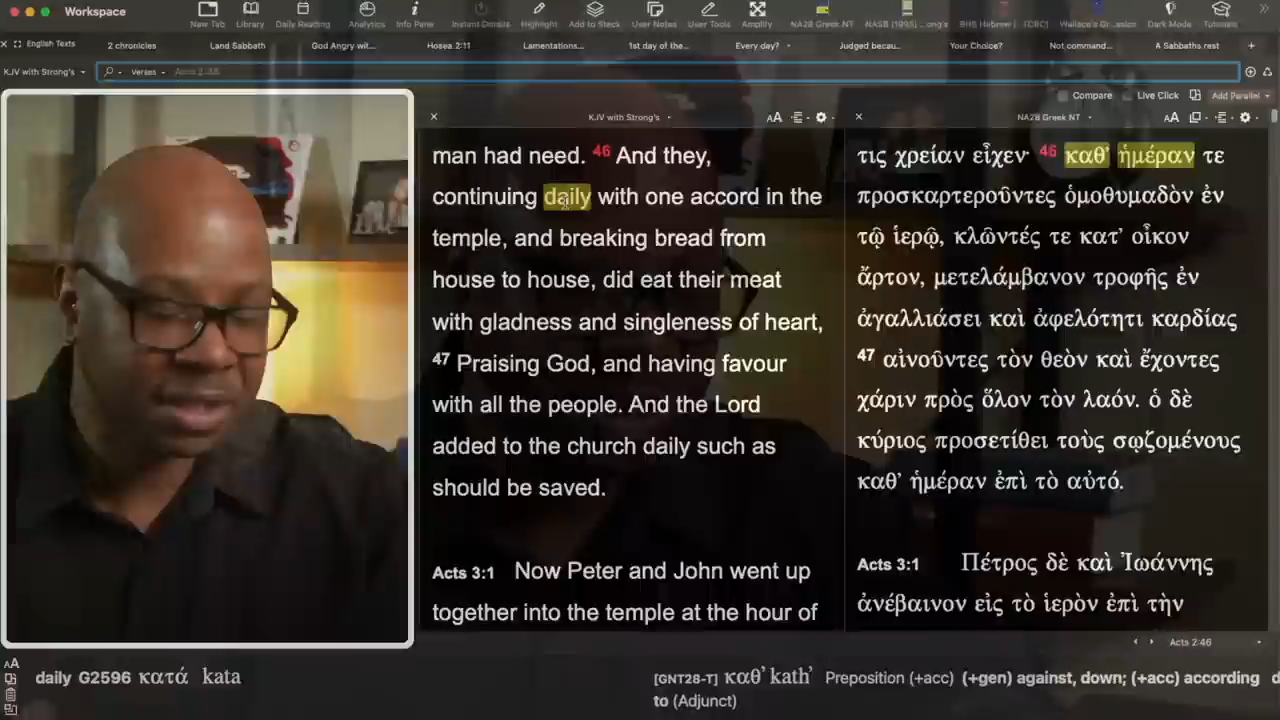 Workspace
New Tab Library Daily Reading Analytics Info Pane Instant Details Highlight Add to Stack User Notes User Tools Amplify NA28 Greek NT Dark Mode Tutorials
English Texts 2 chronicles Land Sabbath God Angry wit... Hosea 2:11 Lamentations... 1st day of the... Every day? Judged becau... Your Choice? Not command... A Sabbaths rest
KJV with Strong's Verses
Compare Live Click Add Parallel
KJV with Strong's
man had need. 46 And they,
continuing daily with one accord in the
temple, and breaking bread from
house to house, did eat their meat
with gladness and singleness of heart,
47 Praising God, and having favour
with all the people. And the Lord
added to the church daily such as
should be saved.
Acts 3:1 Now Peter and John went up
together into the temple at the hour of
NA28 Greek NT
τις χρείαν εἶχεν· 46 καθ’ ἡμέραν τε
προσκαρτεροῦντες ὁμοθυμαδὸν ἐν
τῷ ἱερῷ, κλῶντές τε κατ’ οἶκον
ἄρτον, μετελάμβανον τροφῆς ἐν
ἀγαλλιάσει καὶ ἀφελότητι καρδίας
47 αἰνοῦντες τὸν θεὸν καὶ ἔχοντες
χάριν πρὸς ὅλον τὸν λαόν. ὁ δὲ
κύριος προσετίθει τοὺς σῳζομένους
καθ’ ἡμέραν ἐπὶ τὸ αὐτό.
Acts 3:1 Πέτρος δὲ καὶ Ἰωάννης
ἀνέβαινον εἰς τὸ ἱερὸν ἐπὶ τὴν
Acts 2:46
daily G2596 κατά kata
[GNT28-T] καθ’ kath’ Preposition (+acc) (+gen) against, down; (+acc) according
to (Adjunct)